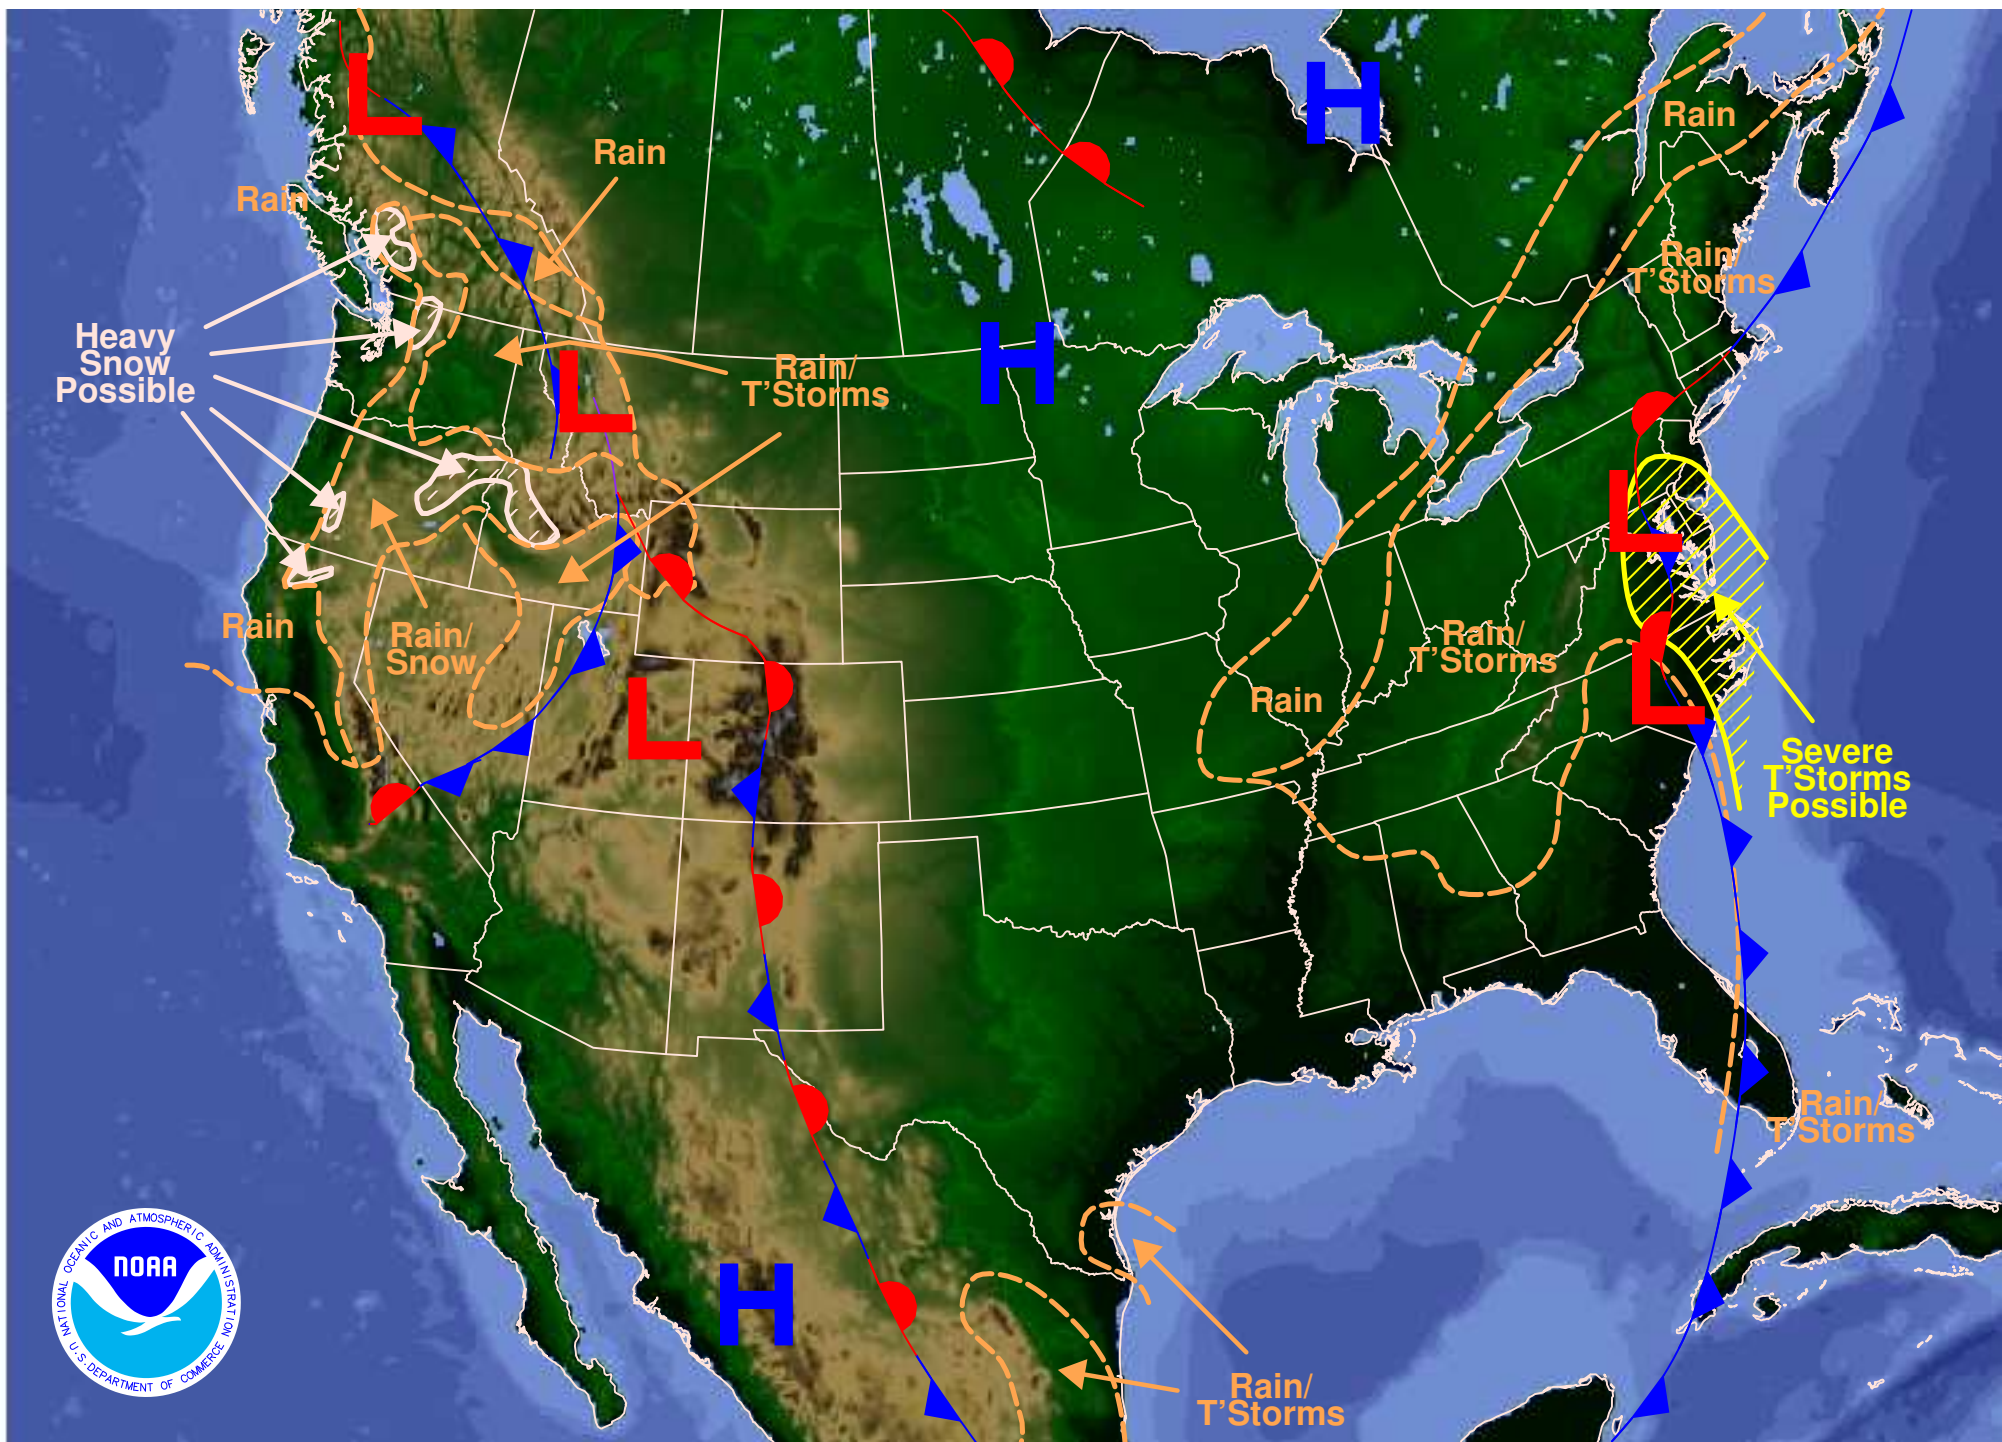 L
H
Rain
Rain
Rain
Rain/
T'Storms
Heavy
Snow
Possible
H
L
Rain/
T'Storms
L
Rain
Rain/
Snow
Rain/
T'Storms
L
L
Rain
Severe
T'Storms
Possible
Rain/
T'Storms
H
Rain/
T'Storms
NATIONAL OCEANIC AND ATMOSPHERIC ADMINISTRATION
NOAA
U.S. DEPARTMENT OF COMMERCE